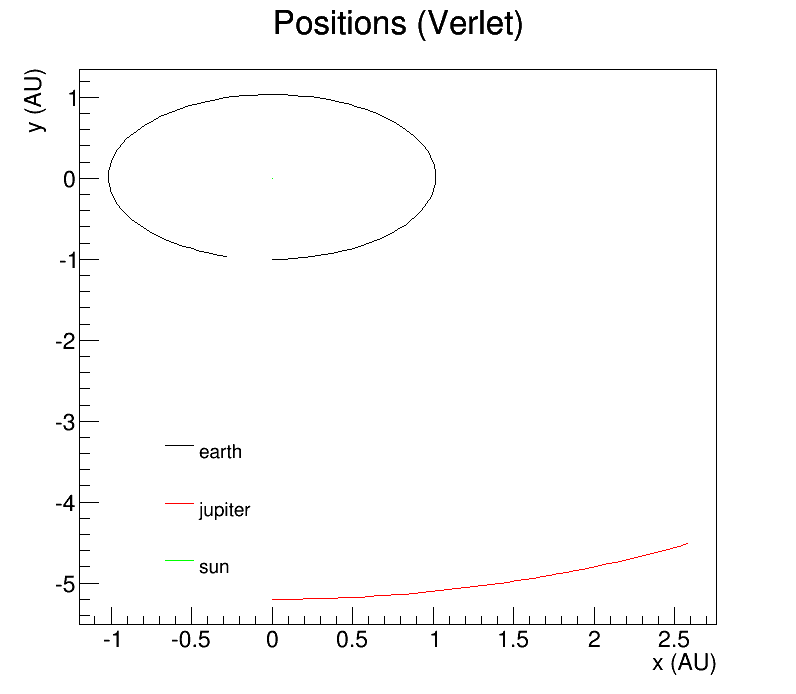 Positions (Verlet)
y (AU)
1
0
-1
-2
-3
-4
-5
earth
jupiter
sun
-1 -0.5 0 0.5 1 1.5 2 2.5
x (AU)